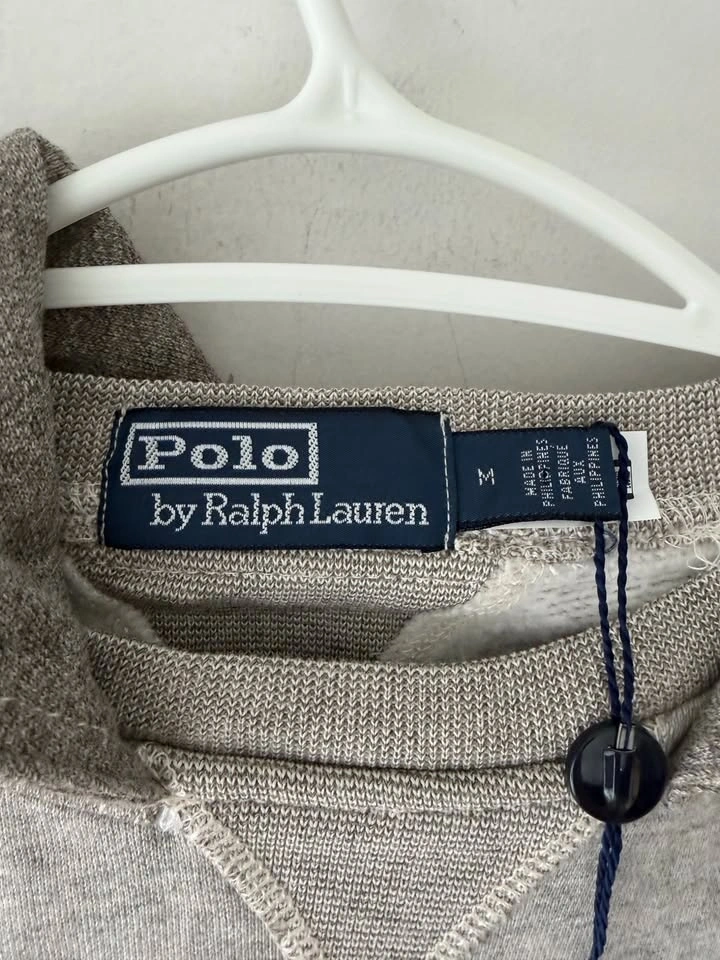 Polo
by Ralph Lauren
M
MADE IN
PHILIPPINES
FABRIQUE
AUX
PHILIPPINES